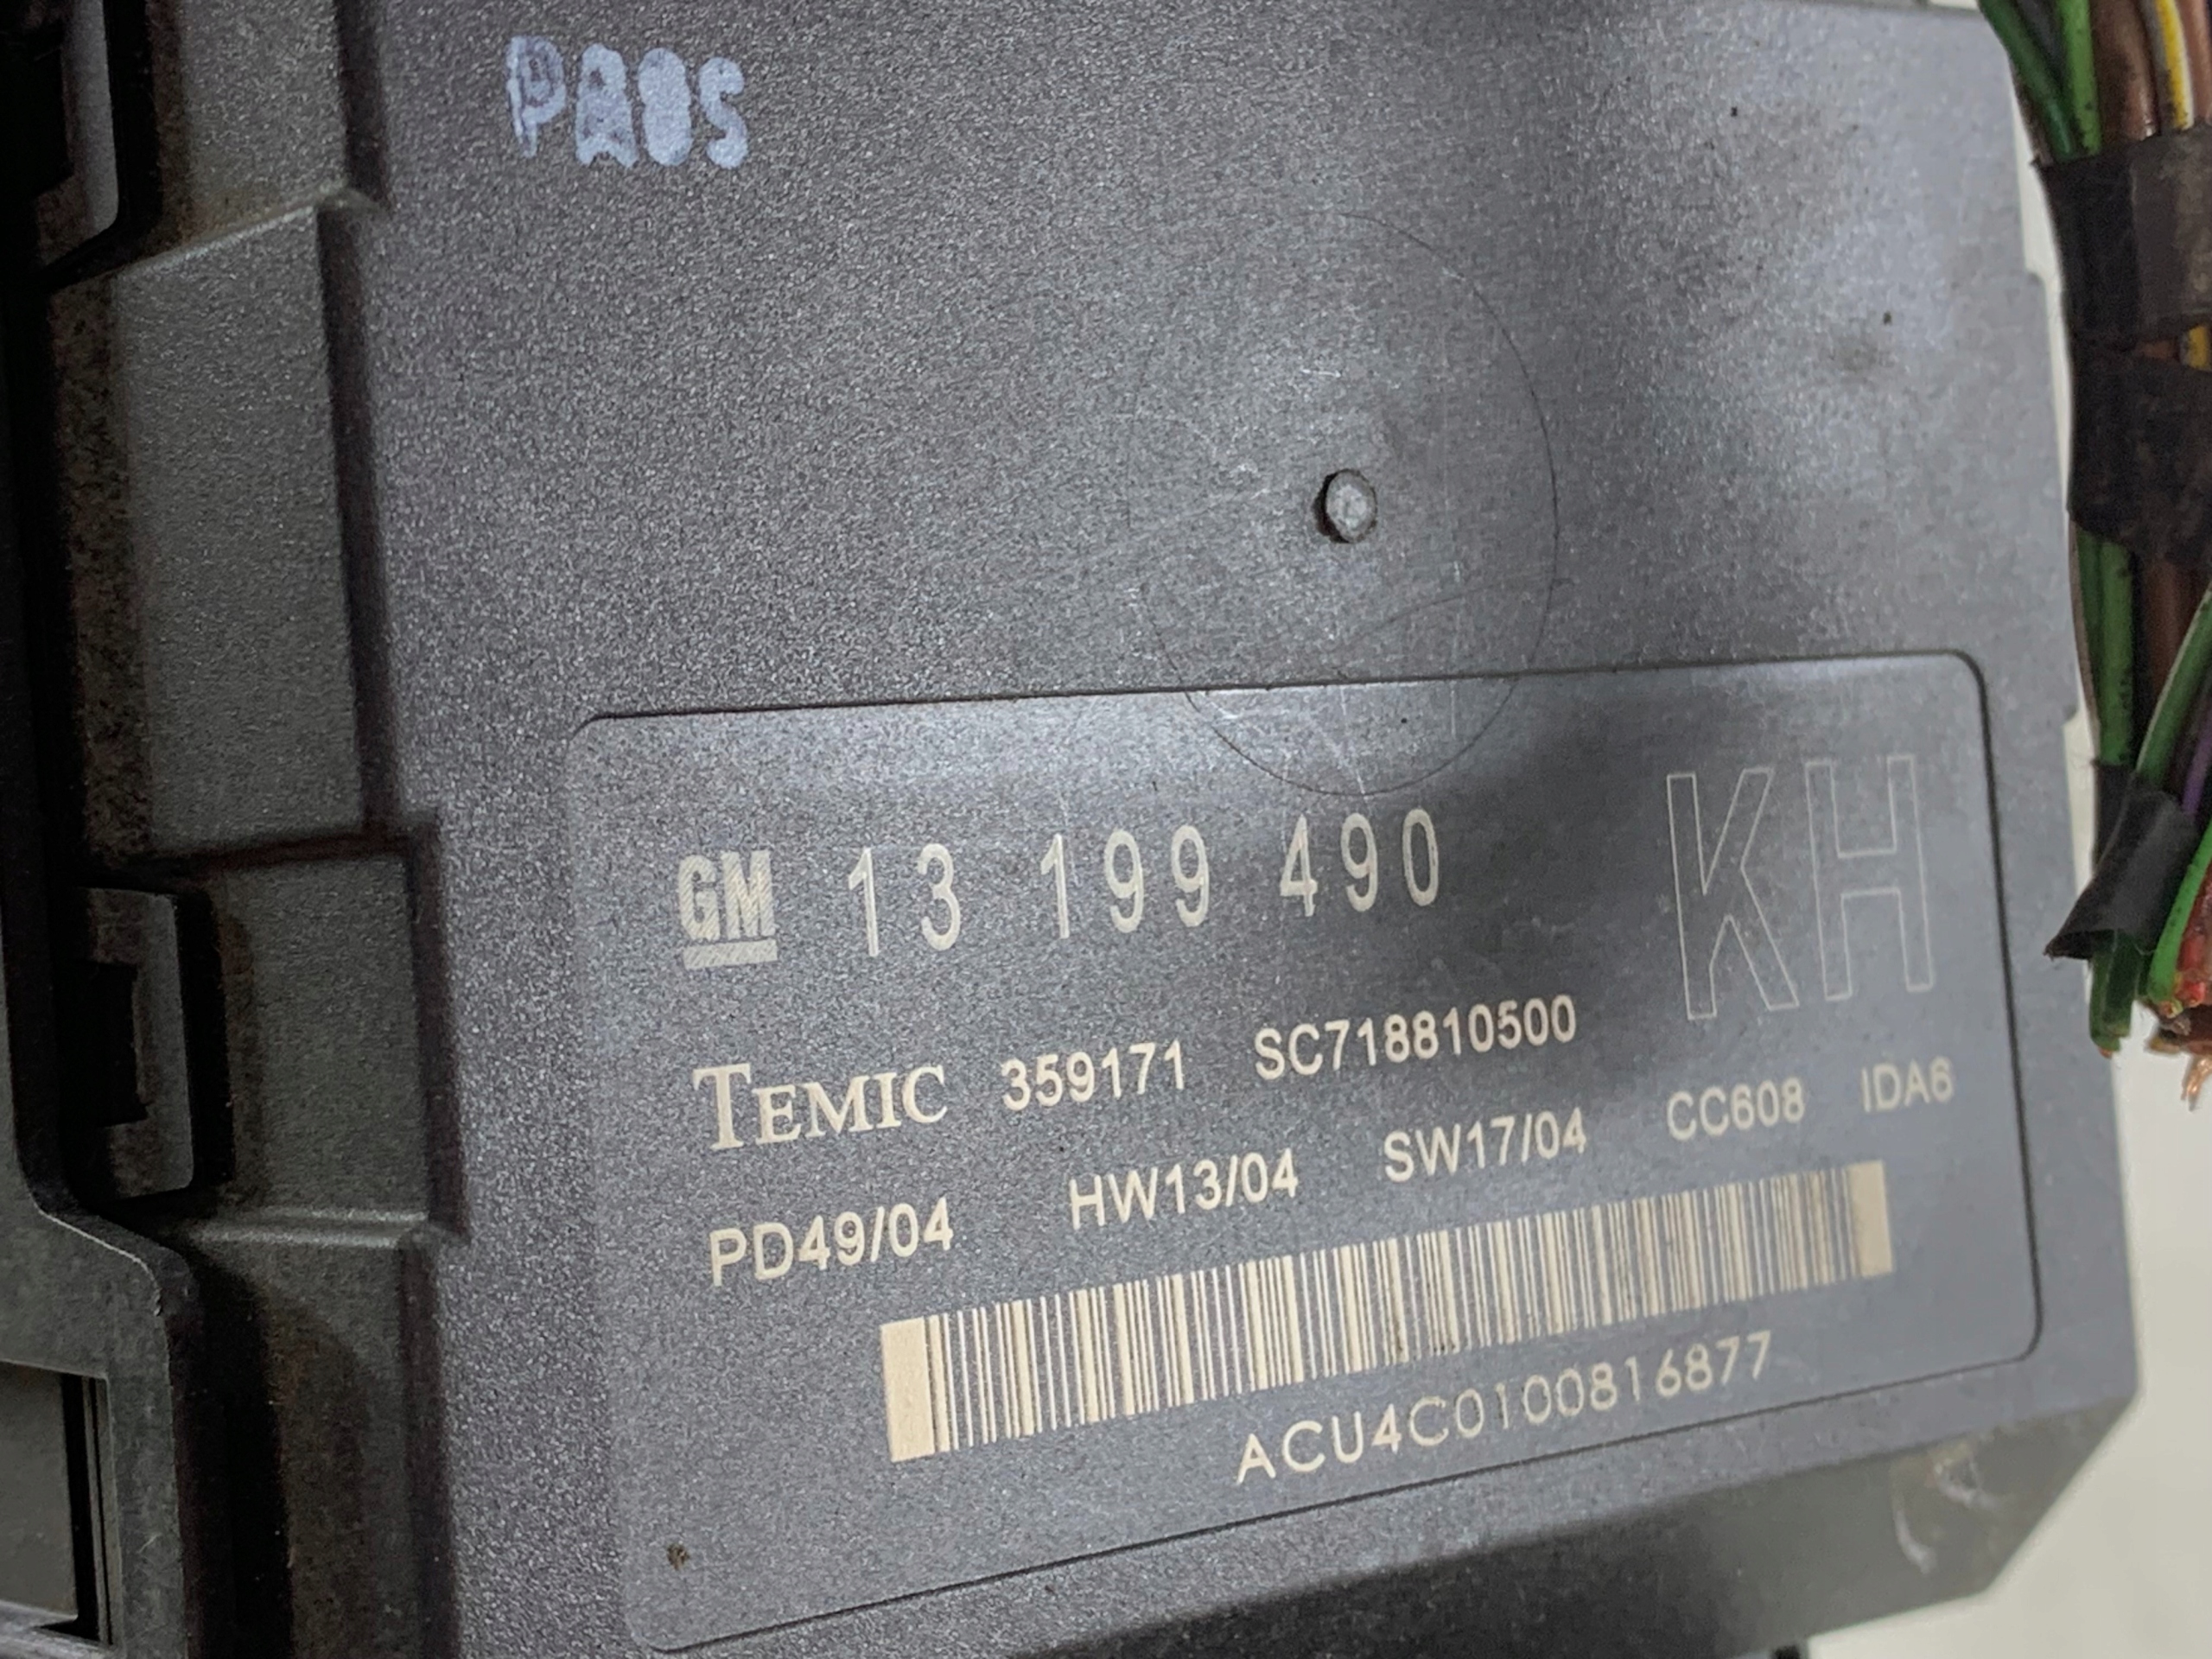 PA0S
GM 13 199 490 KH
TEMIC 359171 SC718810500
PD49/04 HW13/04 SW17/04 CC608 IDA6
ACU4C0100816877